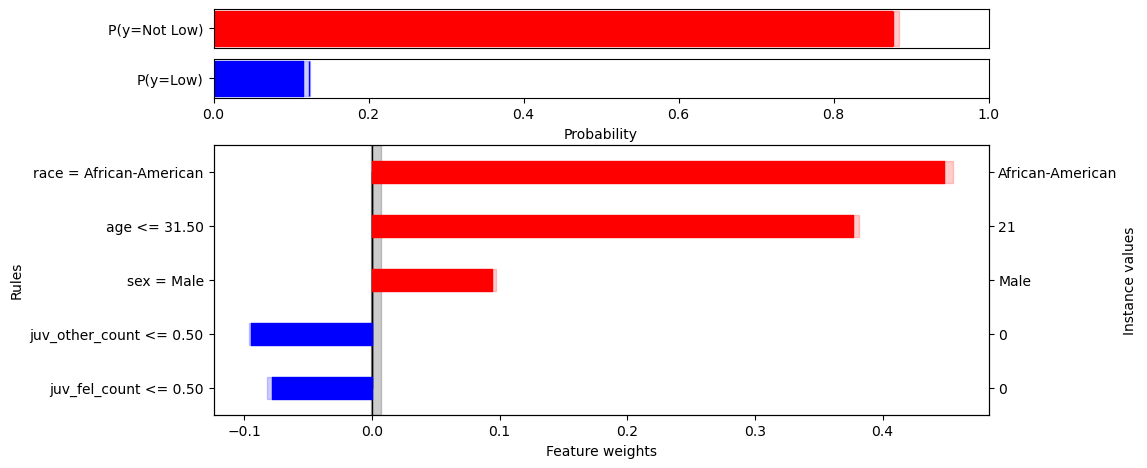 P(y=Not Low)
P(y=Low)
0.0 0.2 0.4 0.6 0.8 1.0
Probability
Rules
race = African-American African-American
age <= 31.50 21
sex = Male Male
juv_other_count <= 0.50 0
juv_fel_count <= 0.50 0
Instance values
−0.1 0.0 0.1 0.2 0.3 0.4
Feature weights